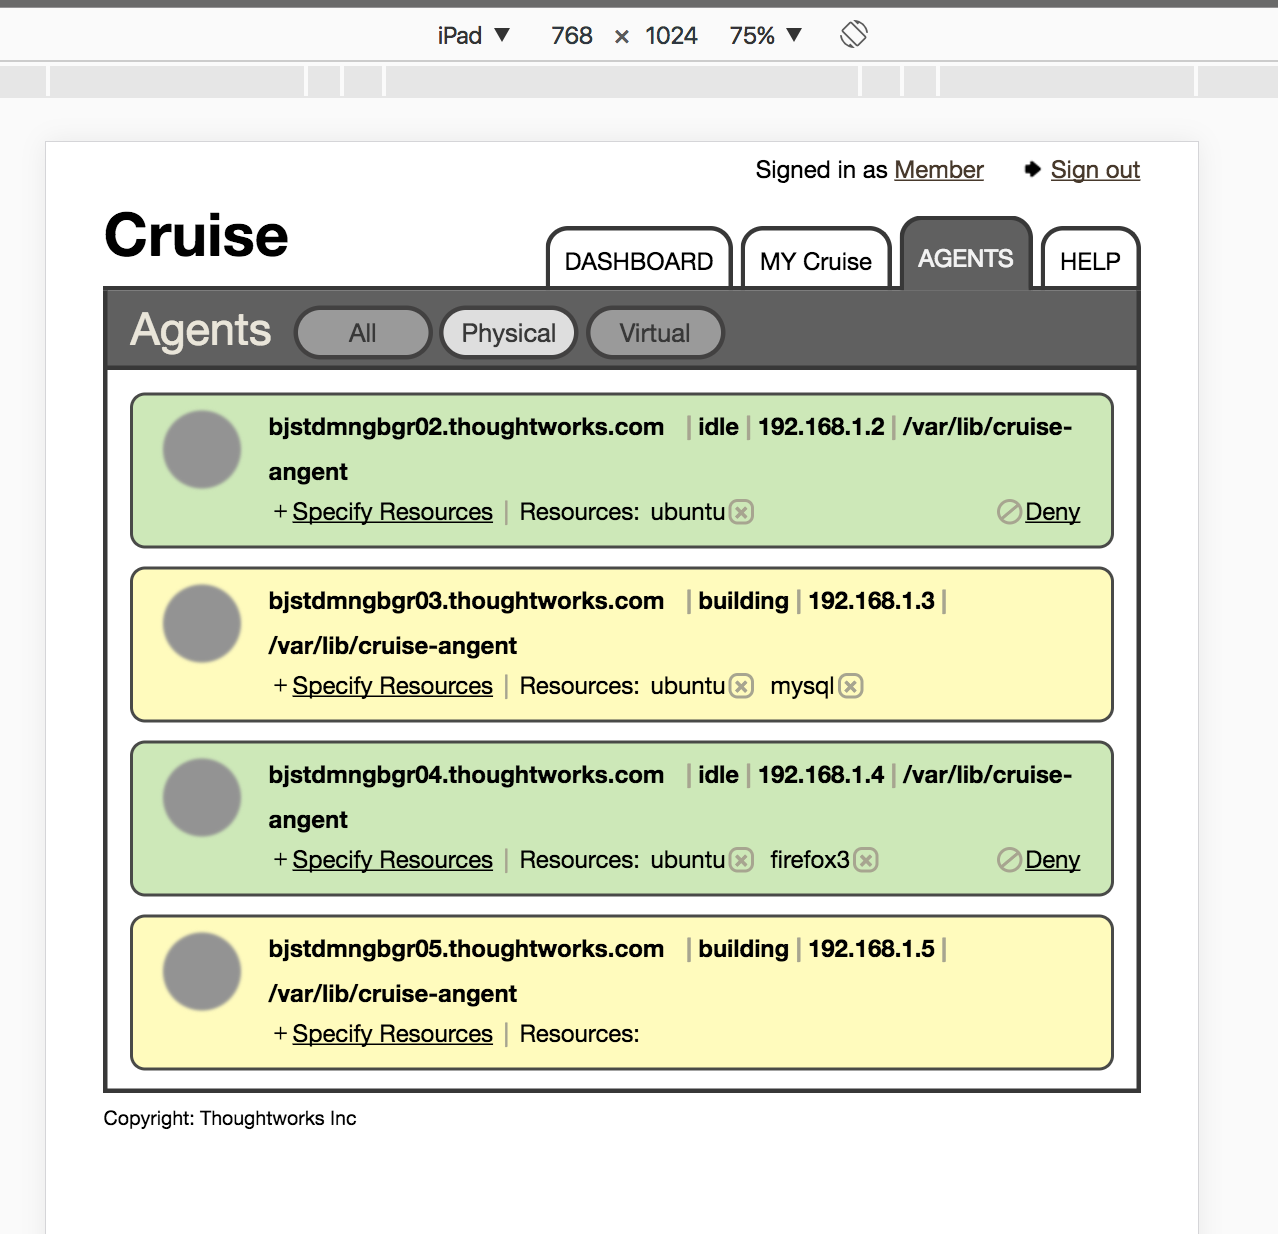 iPad ▼ 768 × 1024 75% ▼
Signed in as Member Sign out
Cruise
DASHBOARD MY Cruise AGENTS HELP
Agents All Physical Virtual
bjstdmngbgr02.thoughtworks.com | idle | 192.168.1.2 | /var/lib/cruise-
angent
+ Specify Resources | Resources: ubuntu Deny
bjstdmngbgr03.thoughtworks.com | building | 192.168.1.3 |
/var/lib/cruise-angent
+ Specify Resources | Resources: ubuntu mysql
bjstdmngbgr04.thoughtworks.com | idle | 192.168.1.4 | /var/lib/cruise-
angent
+ Specify Resources | Resources: ubuntu firefox3 Deny
bjstdmngbgr05.thoughtworks.com | building | 192.168.1.5 |
/var/lib/cruise-angent
+ Specify Resources | Resources:
Copyright: Thoughtworks Inc